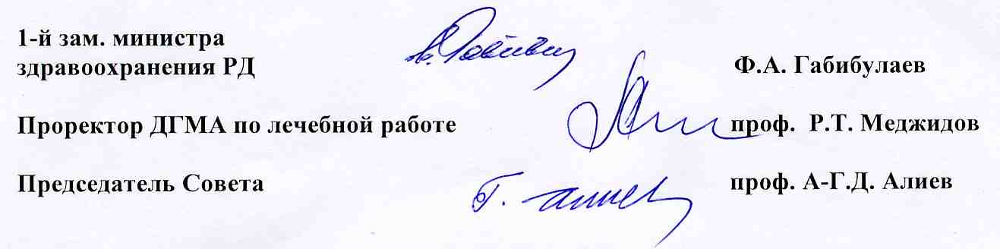 1-й зам. министра
здравоохранения РД Ф.А. Габибулаев
Проректор ДГМА по лечебной работе проф. Р.Т. Меджидов
Председатель Совета проф. А-Г.Д. Алиев